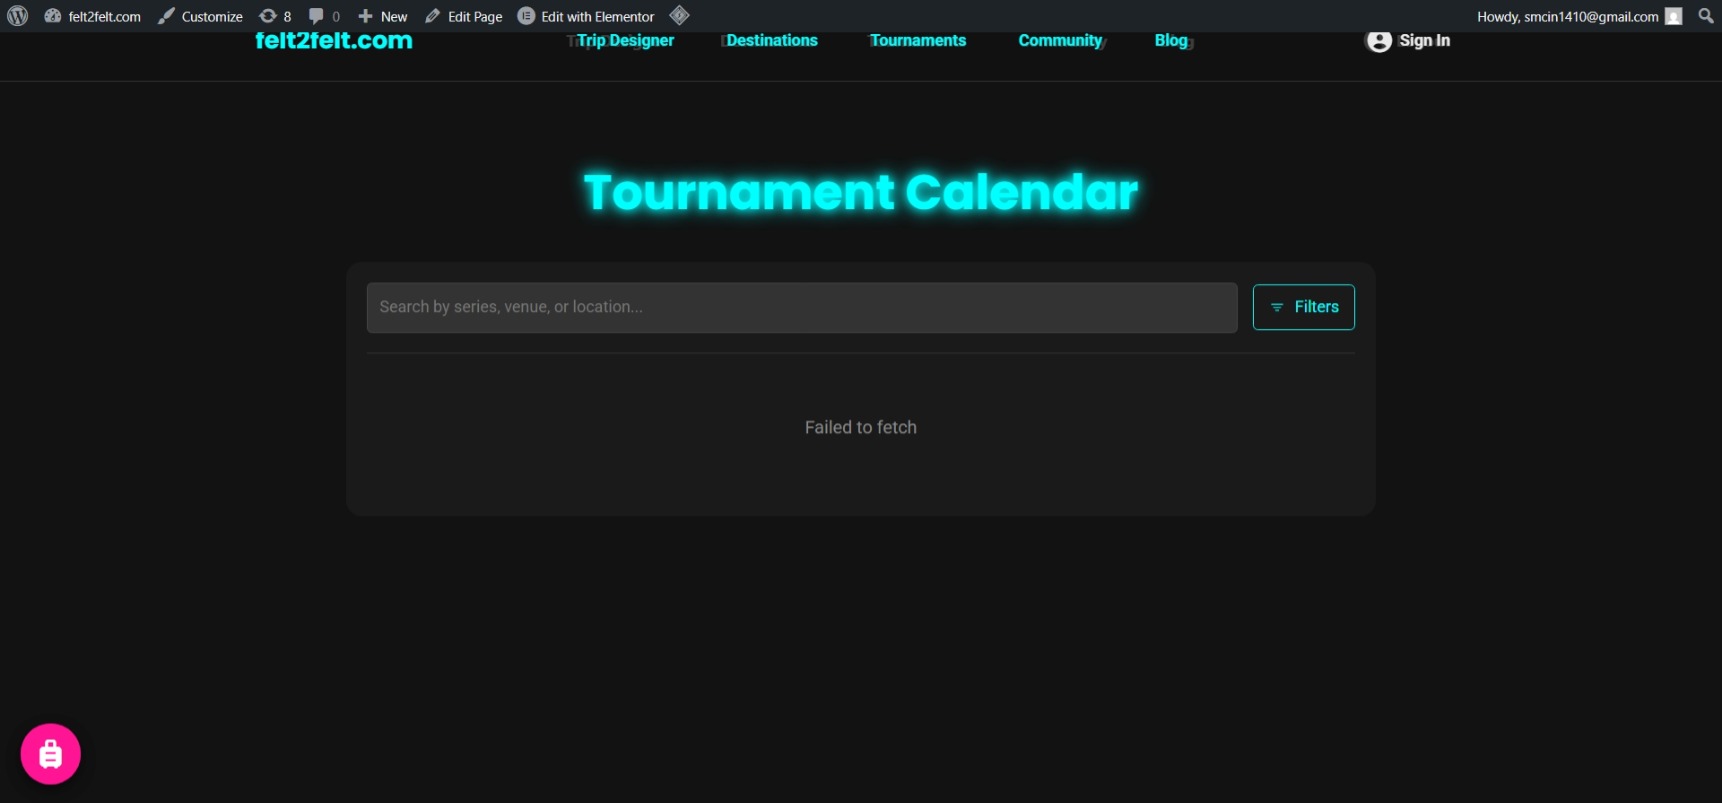 felt2felt.com Customize 8 0 New Edit Page Edit with Elementor Howdy, smcin1410@gmail.com
felt2felt.com Trip Designer Destinations Tournaments Community Blog Sign In
Tournament Calendar
Search by series, venue, or location... Filters
Failed to fetch